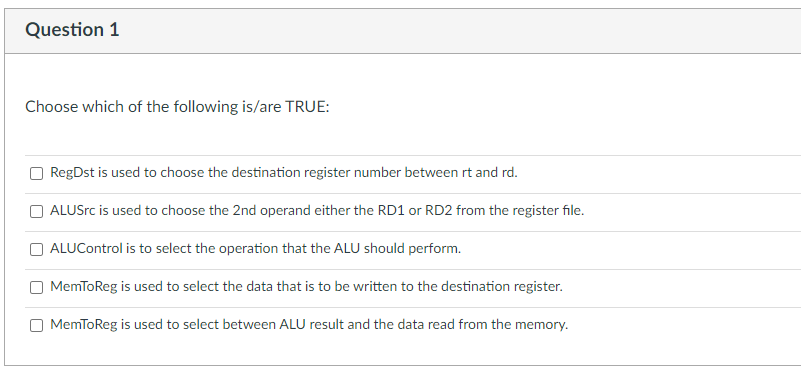 Question 1
Choose which of the following is/are TRUE:
RegDst is used to choose the destination register number between rt and rd.
ALUSrc is used to choose the 2nd operand either the RD1 or RD2 from the register file.
ALUControl is to select the operation that the ALU should perform.
MemToReg is used to select the data that is to be written to the destination register.
MemToReg is used to select between ALU result and the data read from the memory.